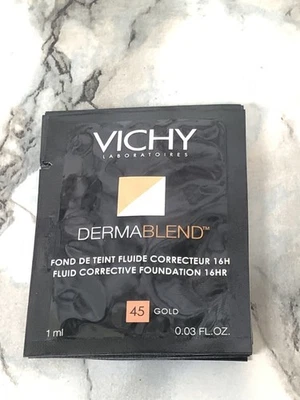 VICHY
LABORATOIRES
DERMABLEND™
FOND DE TEINT FLUIDE CORRECTEUR 16H
FLUID CORRECTIVE FOUNDATION 16HR
45 GOLD
1 ml 0.03 FL.OZ.